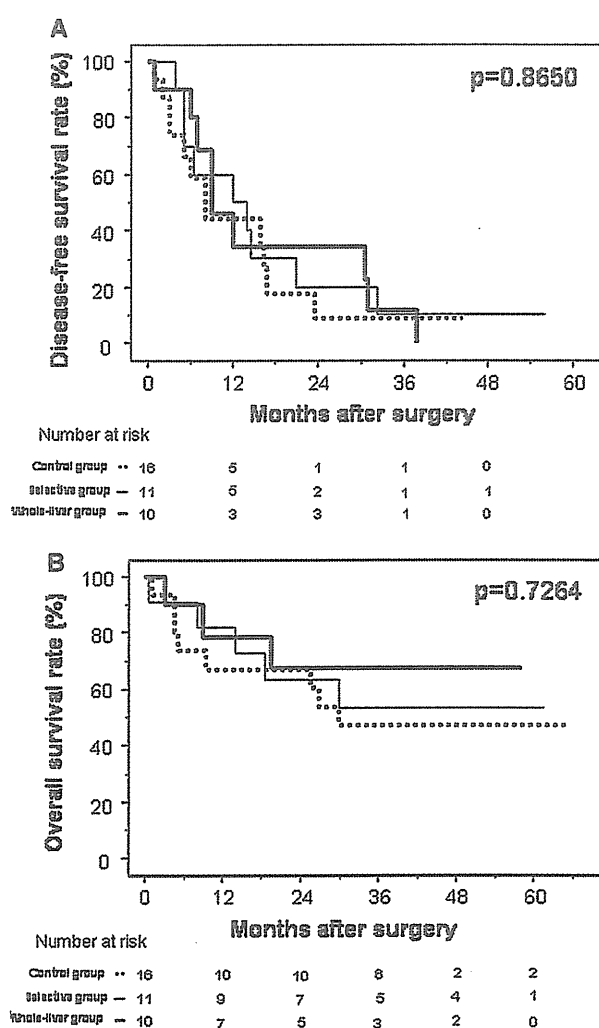 A
Disease-free survival rate (%)
100
80
60
40
20
0
p=0.8650
0 12 24 36 48 60
Months after surgery
Number at risk
Control group 16 5 1 1 0
Selective group 11 5 2 1 1
Whole-liver group 10 3 3 1 0
B
Overall survival rate (%)
100
80
60
40
20
0
p=0.7264
0 12 24 36 48 60
Months after surgery
Number at risk
Control group 16 10 10 8 2 2
Selective group 11 9 7 5 4 1
Whole-liver group 10 7 5 3 2 0